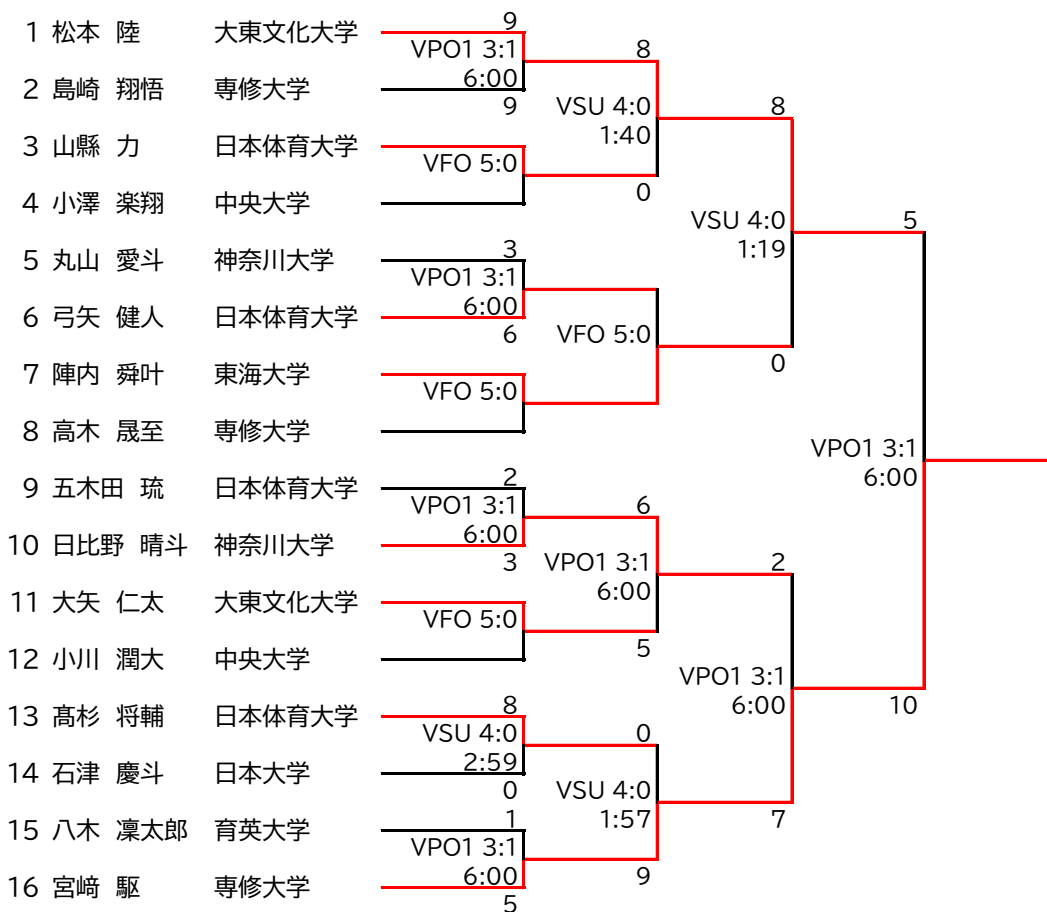 1 松本 陸 大東文化大学 9
VPO1 3:1 8
2 島崎 翔悟 専修大学 6:00
9 VSU 4:0 8
3 山縣 力 日本体育大学 1:40
VFO 5:0
4 小澤 楽翔 中央大学 0
VSU 4:0 5
5 丸山 愛斗 神奈川大学 3 1:19
VPO1 3:1
6 弓矢 健人 日本体育大学 6:00
6 VFO 5:0
7 陣内 舜叶 東海大学 0
VFO 5:0
8 高木 晟至 専修大学
VPO1 3:1
9 五木田 琉 日本体育大学 2 6:00
VPO1 3:1 6
10 日比野 晴斗 神奈川大学 6:00
3 VPO1 3:1 2
11 大矢 仁太 大東文化大学 6:00
VFO 5:0
12 小川 潤大 中央大学 5
VPO1 3:1
13 髙杉 将輔 日本体育大学 8 6:00 10
VSU 4:0 0
14 石津 慶斗 日本大学 2:59
0 VSU 4:0
15 八木 凜太郎 育英大学 1 1:57 7
VPO1 3:1
16 宮﨑 駆 専修大学 6:00 9
5